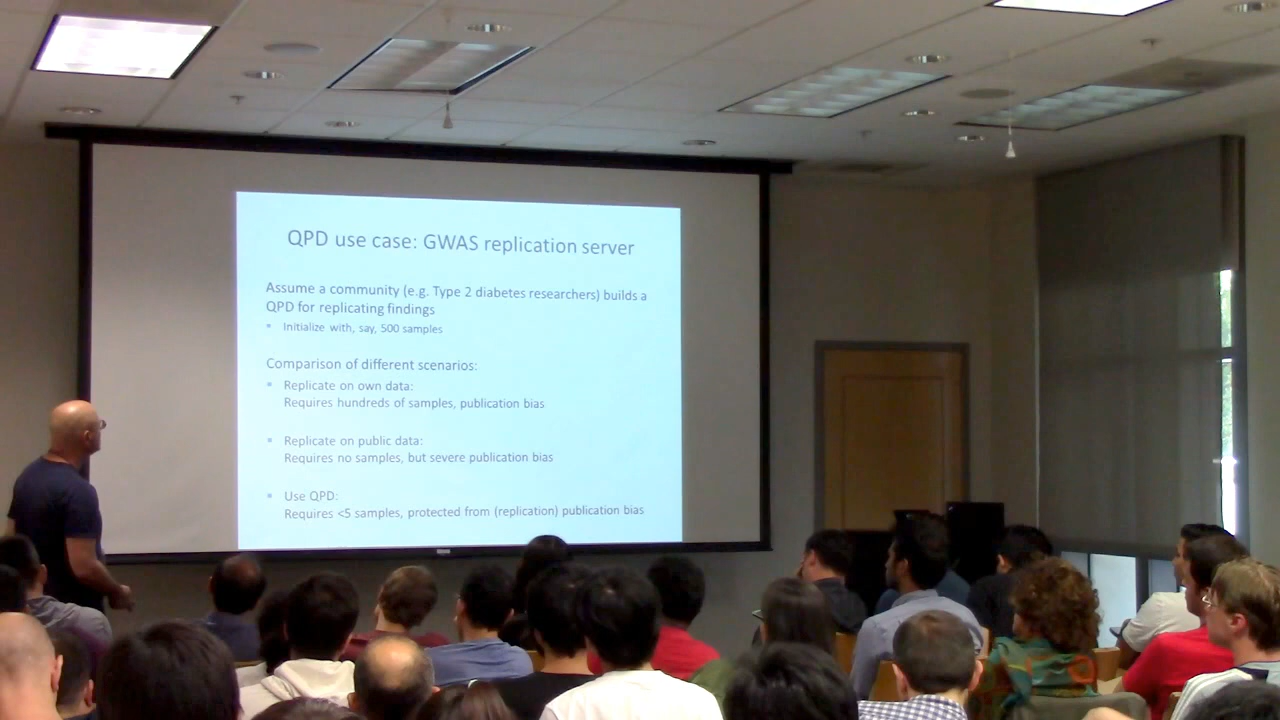 QPD use case: GWAS replication server
Assume a community (e.g. Type 2 diabetes researchers) builds a
QPD for replicating findings
▪ Initialize with, say, 500 samples
Comparison of different scenarios:
▪ Replicate on own data:
Requires hundreds of samples, publication bias
▪ Replicate on public data:
Requires no samples, but severe publication bias
▪ Use QPD:
Requires <5 samples, protected from (replication) publication bias